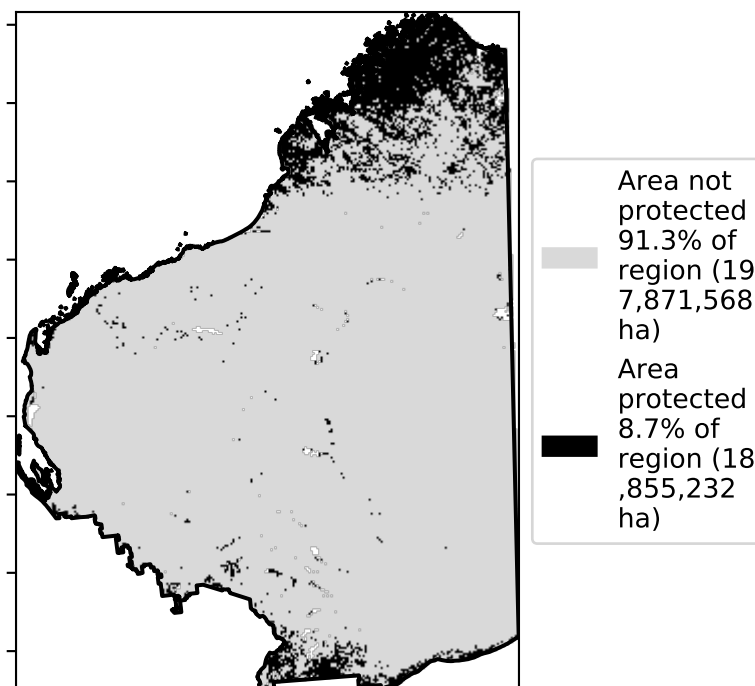 Area not
protected
91.3% of
region (19
7,871,568
ha)
Area
protected
8.7% of
region (18
,855,232
ha)